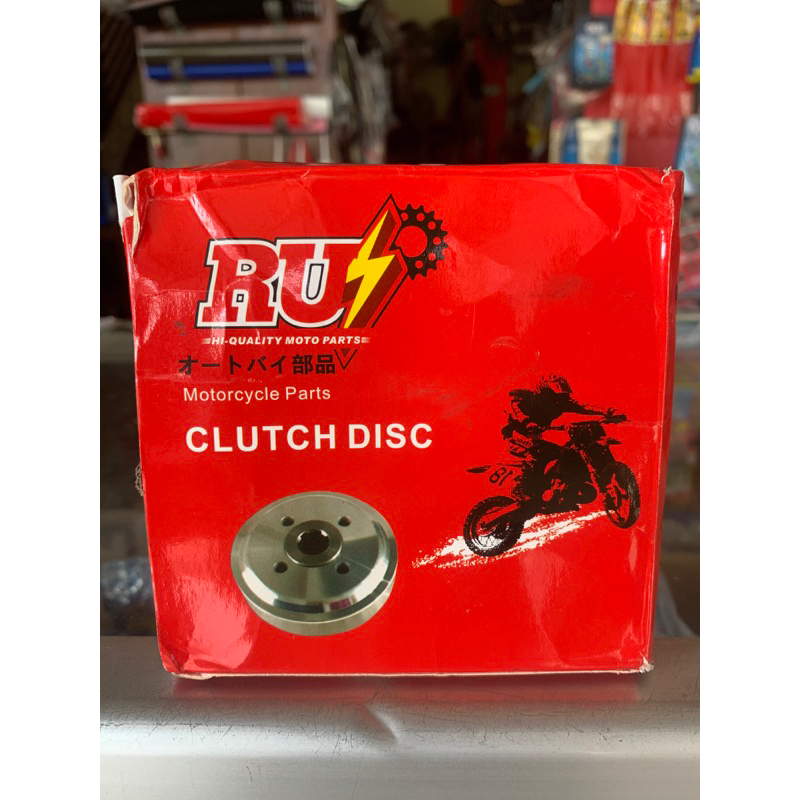 RU
HI-QUALITY MOTO PARTS
オートバイ部品
Motorcycle Parts
CLUTCH DISC